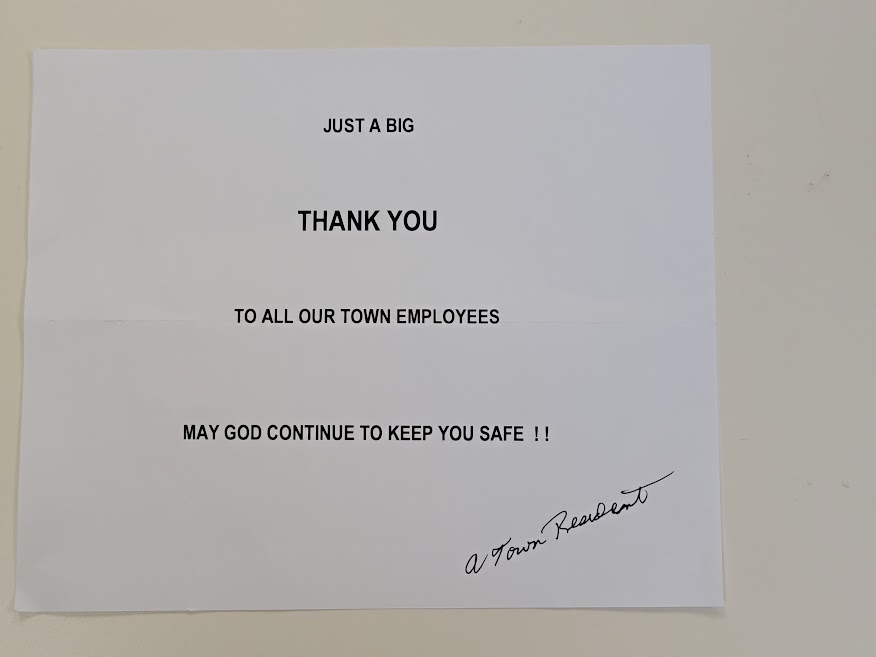 JUST A BIG
THANK YOU
TO ALL OUR TOWN EMPLOYEES
MAY GOD CONTINUE TO KEEP YOU SAFE !!
A Town Resident